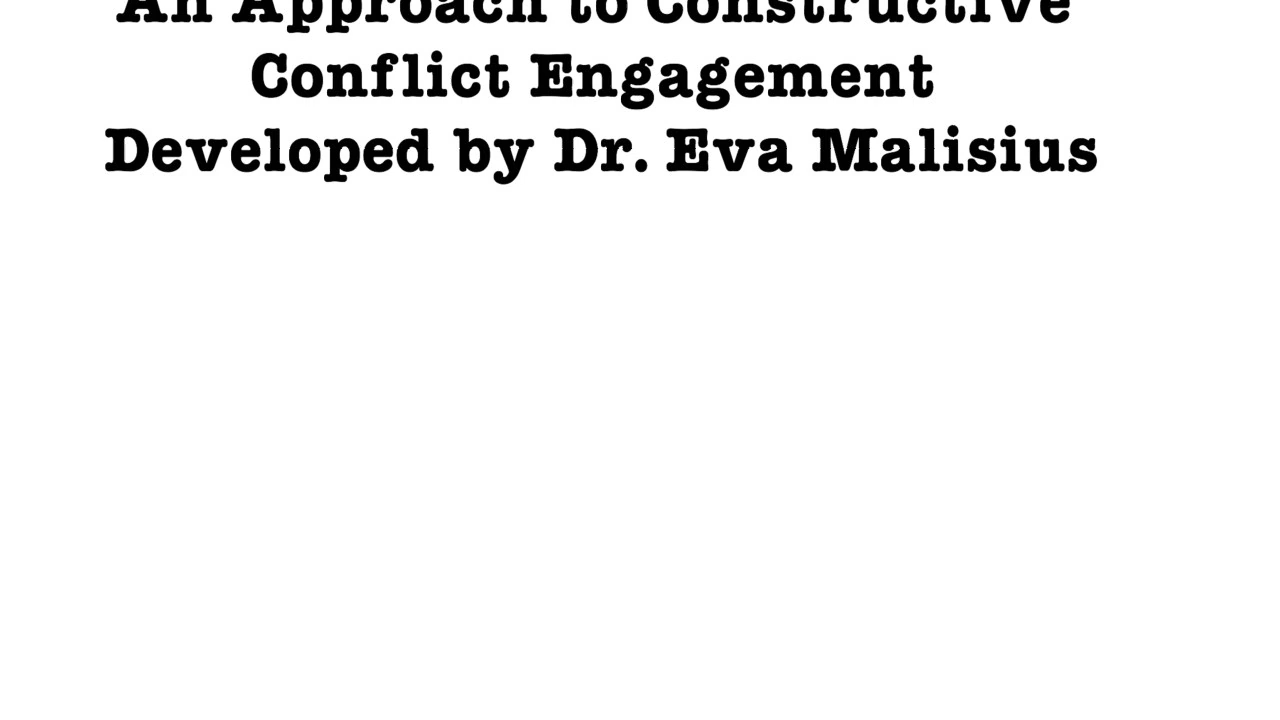 An Approach to Constructive
Conflict Engagement
Developed by Dr. Eva Malisius